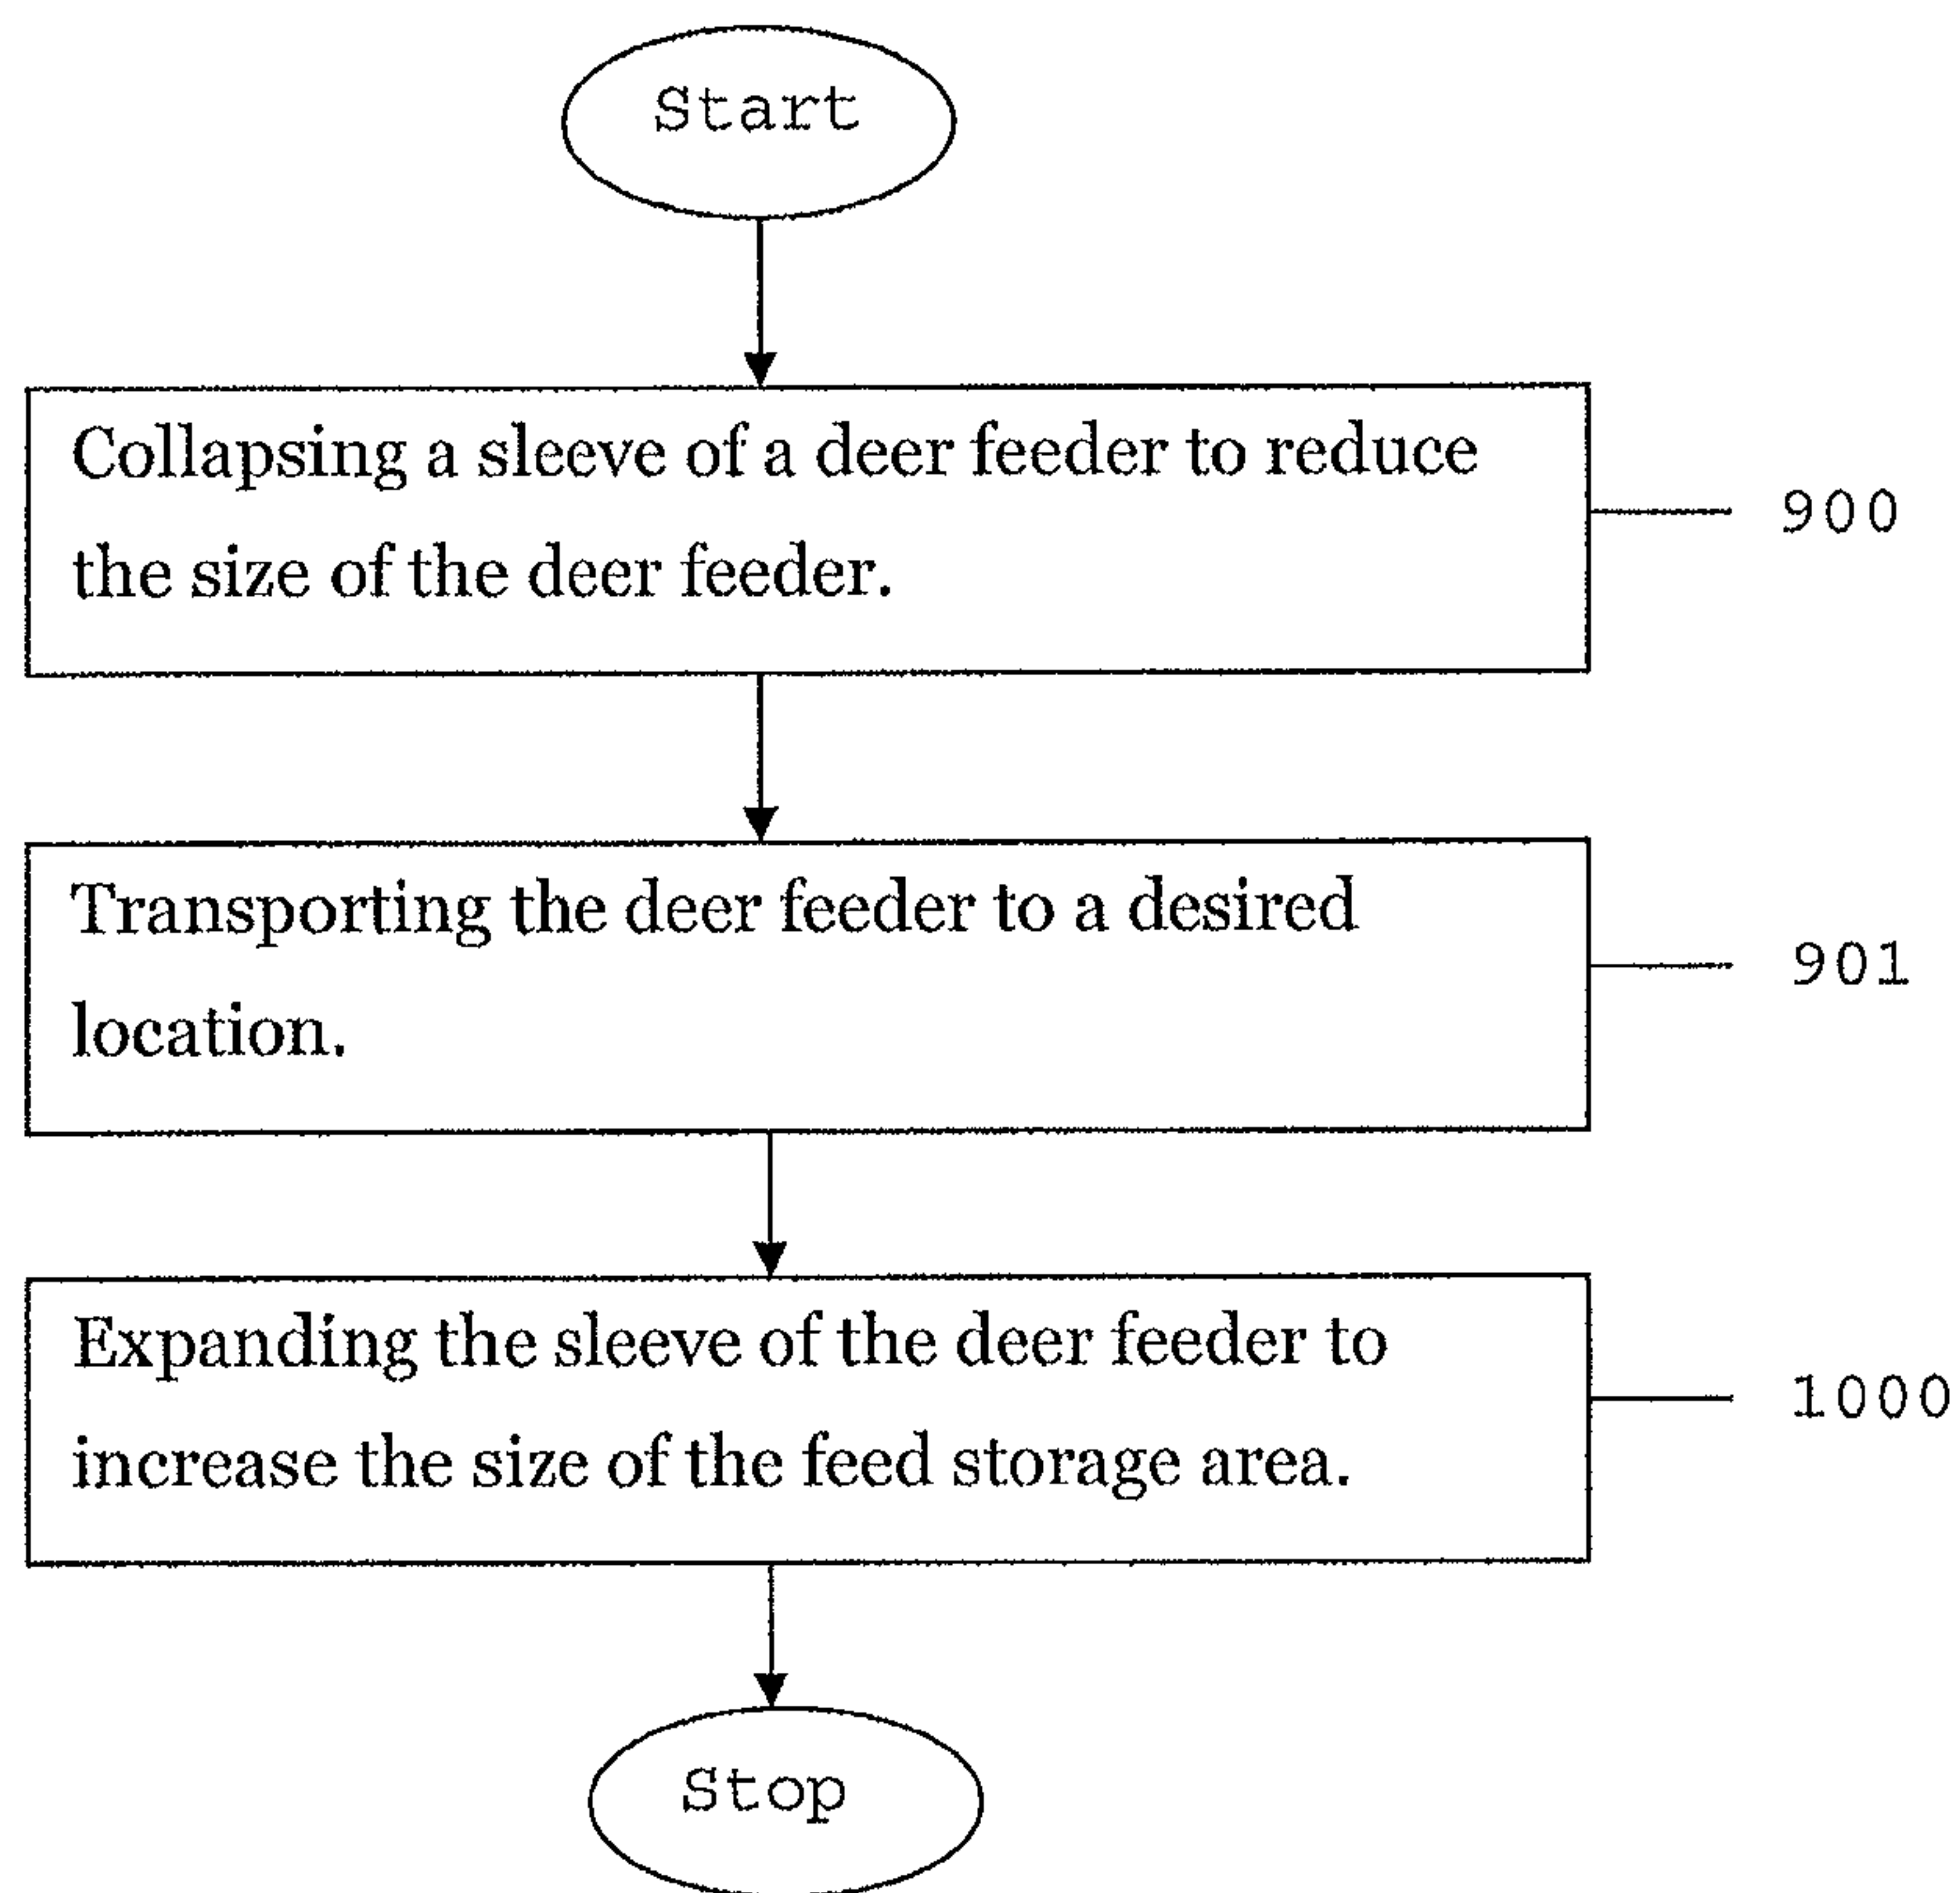 Start
Collapsing a sleeve of a deer feeder to reduce
the size of the deer feeder.
900
Transporting the deer feeder to a desired
location.
901
Expanding the sleeve of the deer feeder to
increase the size of the feed storage area.
1000
Stop